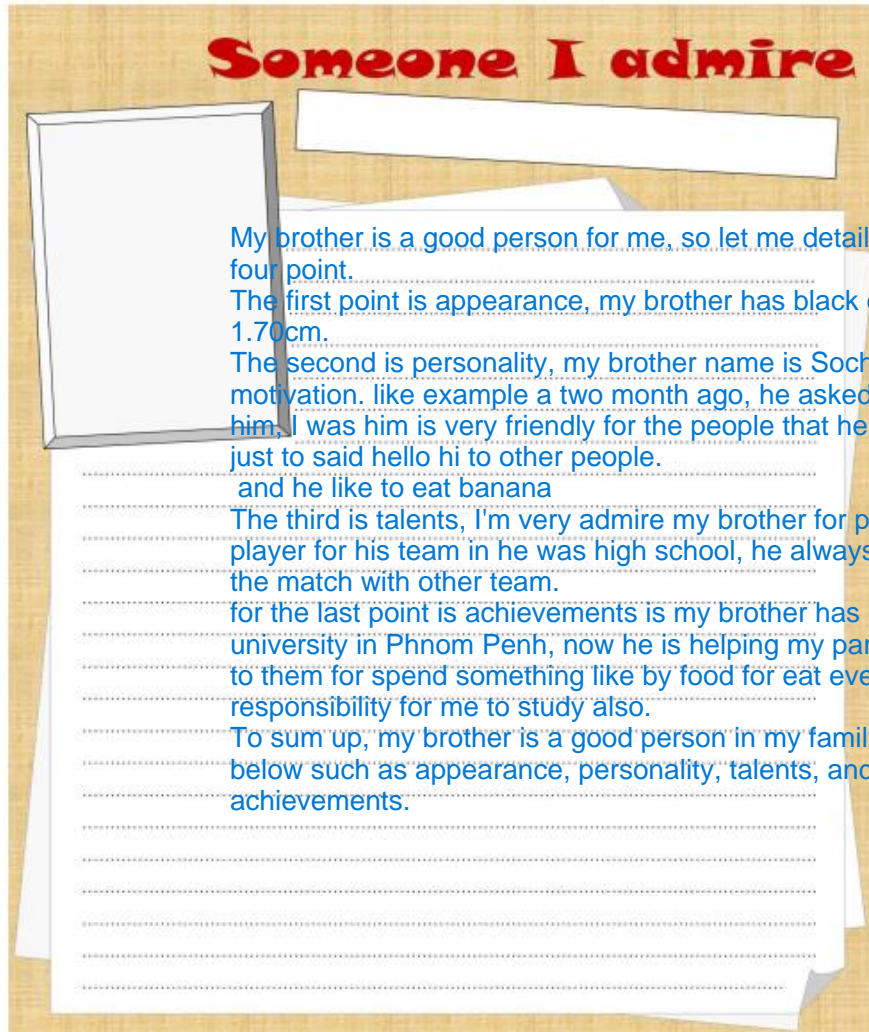 Someone I admire
My brother is a good person for me, so let me detail
four point.
The first point is appearance, my brother has black
1.70cm.
The second is personality, my brother name is Soch
motivation. like example a two month ago, he asked
him, I was him is very friendly for the people that he
just to said hello hi to other people.
and he like to eat banana
The third is talents, I'm very admire my brother for
player for his team in he was high school, he always
the match with other team.
for the last point is achievements is my brother has
university in Phnom Penh, now he is helping my
to them for spend something like by food for eat
responsibility for me to study also.
To sum up, my brother is a good person in my
below such as appearance, personality, talents, and
achievements.